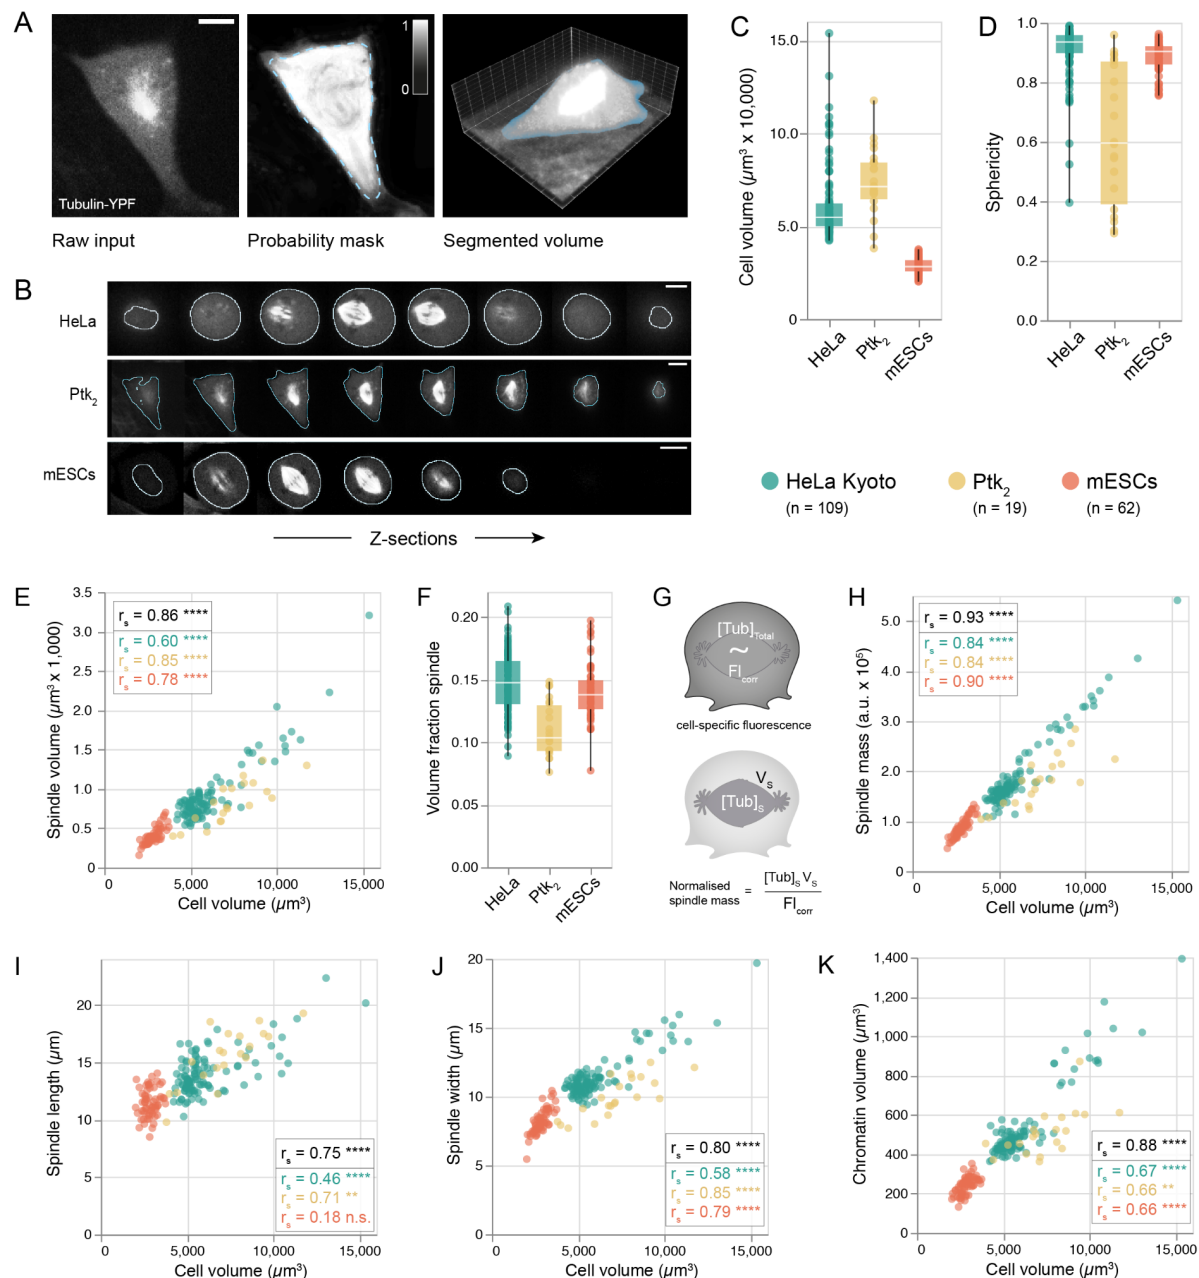 A
Tubulin-YPF
1
0
Raw input
Probability mask
Segmented volume
B
HeLa
Ptk2
mESCs
Z-sections
C
Cell volume (µm³ x 10,000)
15.0
10.0
5.0
0
HeLa
Ptk2
mESCs
D
Sphericity
1.0
0.8
0.6
0.4
0.2
0.0
HeLa
Ptk2
mESCs
HeLa Kyoto
(n = 109)
Ptk2
(n = 19)
mESCs
(n = 62)
E
Spindle volume (µm³ x 1,000)
3.5
3.0
2.5
2.0
1.5
1.0
0.5
0
rs = 0.86 ****
rs = 0.60 ****
rs = 0.85 ****
rs = 0.78 ****
0
5,000
10,000
15,000
Cell volume (µm³)
F
Volume fraction spindle
0.20
0.15
0.10
0.05
0.00
HeLa
Ptk2
mESCs
G
[Tub]Total
~
FIcorr
cell-specific fluorescence
VS
[Tub]S
Normalised
spindle mass
=
[Tub]S VS
FIcorr
H
Spindle mass (a.u. x 10⁵)
5.0
4.0
3.0
2.0
1.0
0
rs = 0.93 ****
rs = 0.84 ****
rs = 0.84 ****
rs = 0.90 ****
0
5,000
10,000
15,000
Cell volume (µm³)
I
Spindle length (µm)
20
15
10
5
0
rs = 0.75 ****
rs = 0.46 ****
rs = 0.71 **
rs = 0.18 n.s.
0
5,000
10,000
15,000
Cell volume (µm³)
J
Spindle width (µm)
20
15
10
5
0
rs = 0.80 ****
rs = 0.58 ****
rs = 0.85 ****
rs = 0.79 ****
0
5,000
10,000
15,000
Cell volume (µm³)
K
Chromatin volume (µm³)
1,400
1,200
1,000
800
600
400
200
0
rs = 0.88 ****
rs = 0.67 ****
rs = 0.66 **
rs = 0.66 ****
0
5,000
10,000
15,000
Cell volume (µm³)